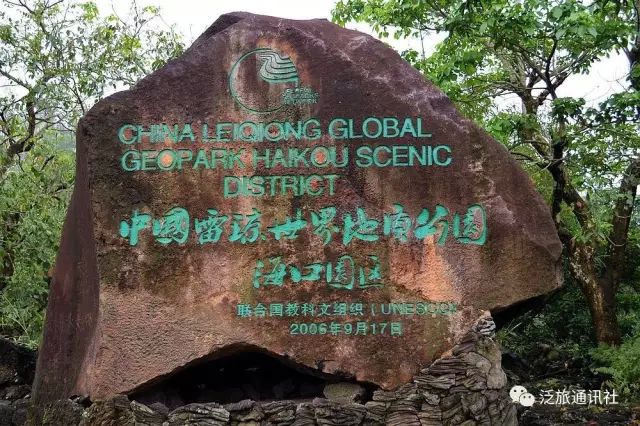 CHINA LEIQIONG GLOBAL
GEOPARK HAIKOU SCENIC
DISTRICT
中国雷琼世界地质公园
海口园区
联合国教科文组织(UNESCO)
2006年9月17日
泛旅通讯社